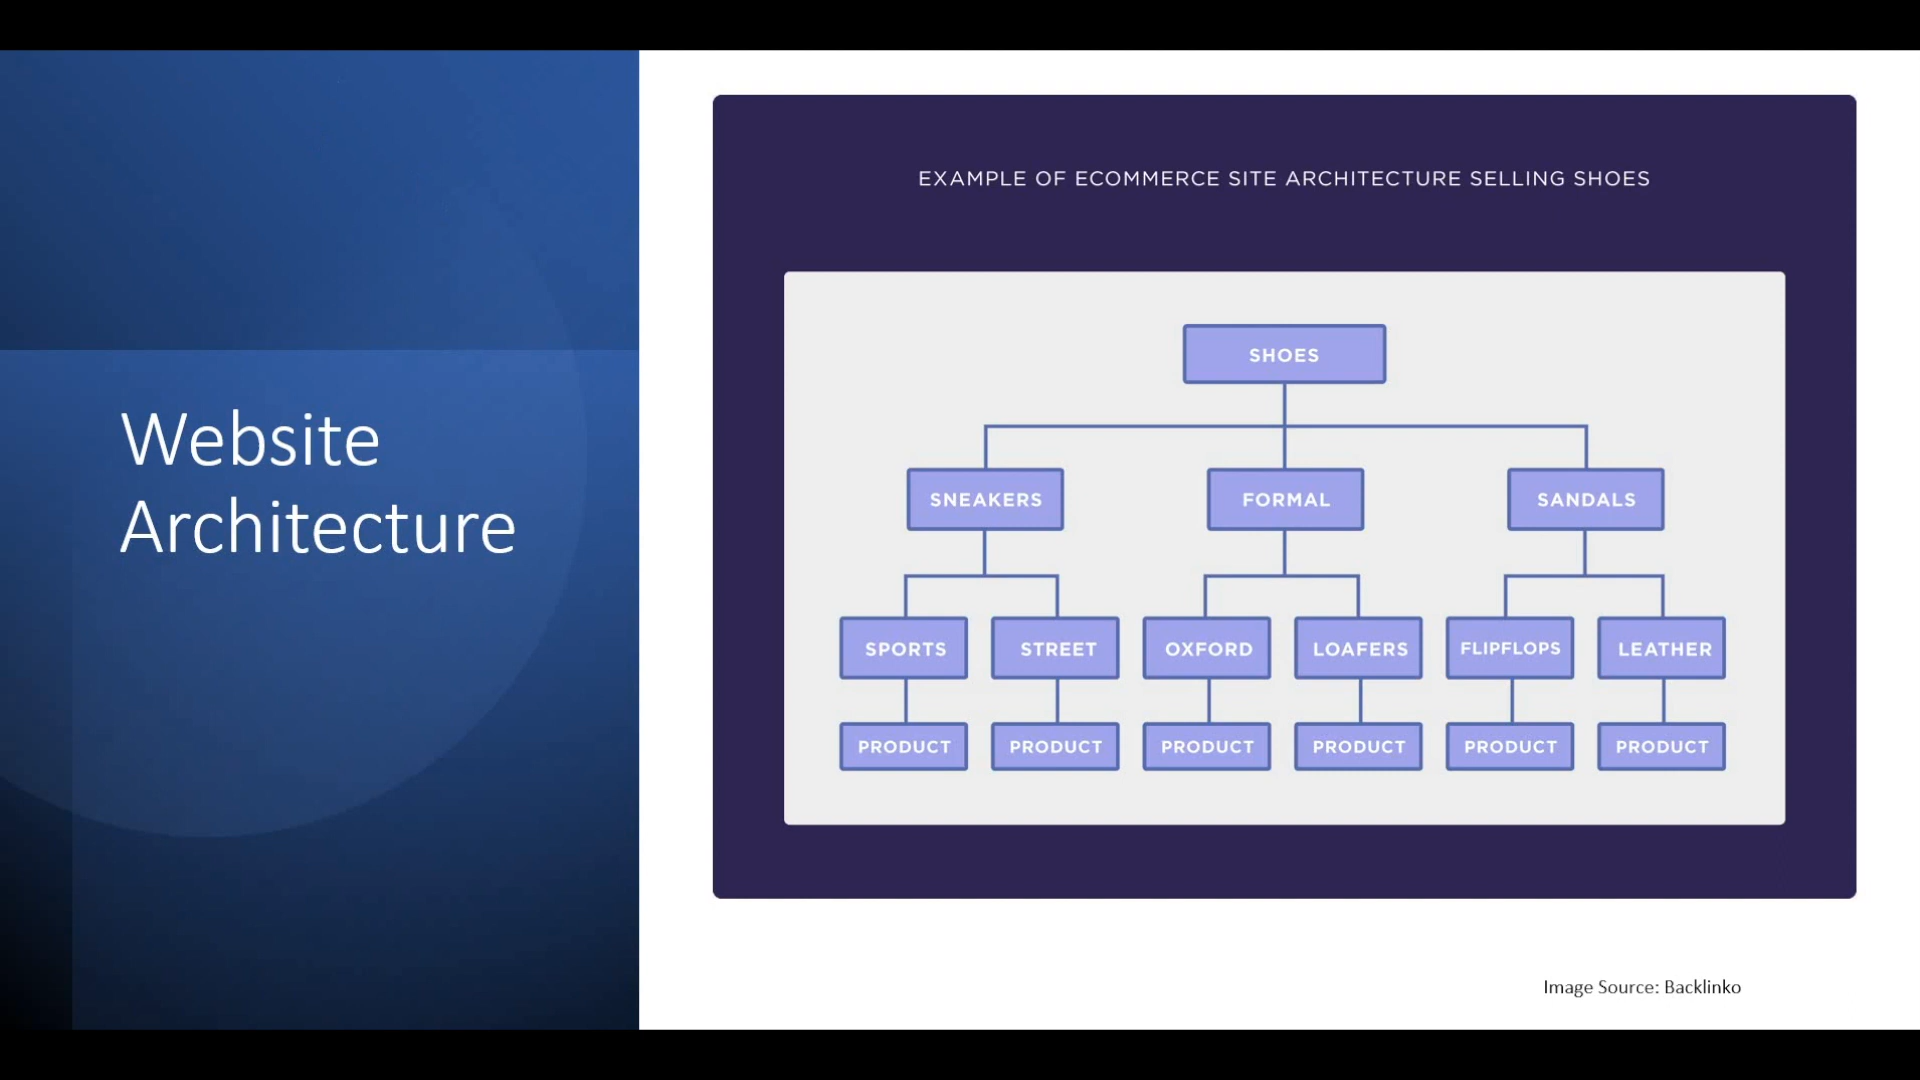 Website
Architecture
EXAMPLE OF ECOMMERCE SITE ARCHITECTURE SELLING SHOES
SHOES
SNEAKERS
FORMAL
SANDALS
SPORTS
STREET
OXFORD
LOAFERS
FLIPFLOPS
LEATHER
PRODUCT
PRODUCT
PRODUCT
PRODUCT
PRODUCT
PRODUCT
Image Source: Backlinko